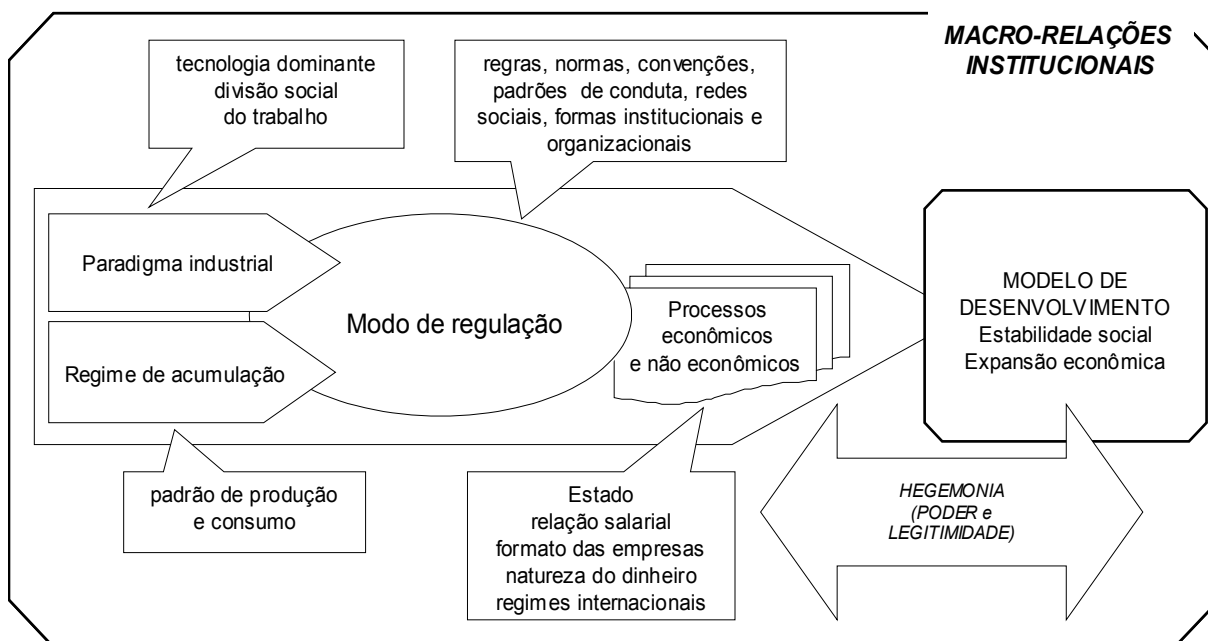 MACRO-RELAÇÕES
INSTITUCIONAIS
tecnologia dominante
divisão social
do trabalho
regras, normas, convenções,
padrões de conduta, redes
sociais, formas institucionais e
organizacionais
Paradigma industrial
Regime de acumulação
Modo de regulação
Processos
econômicos
e não econômicos
MODELO DE
DESENVOLVIMENTO
Estabilidade social
Expansão econômica
padrão de produção
e consumo
Estado
relação salarial
formato das empresas
natureza do dinheiro
regimes internacionais
HEGEMONIA
(PODER e
LEGITIMIDADE)